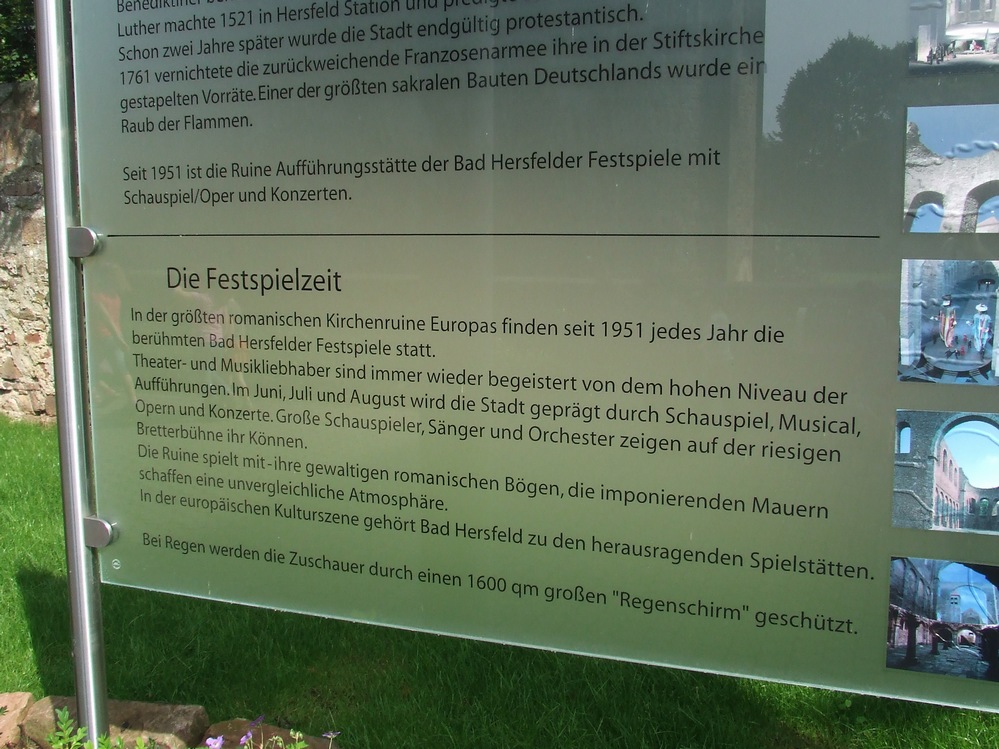 Benediktiner
Luther machte 1521 in Hersfeld Station und predigte
Schon zwei Jahre später wurde die Stadt endgültig protestantisch.
1761 vernichtete die zurückweichende Franzosenarmee ihre in der Stiftskirche
gestapelten Vorräte. Einer der größten sakralen Bauten Deutschlands wurde ein
Raub der Flammen.
Seit 1951 ist die Ruine Aufführungsstätte der Bad Hersfelder Festspiele mit
Schauspiel/Oper und Konzerten.
Die Festspielzeit
In der größten romanischen Kirchenruine Europas finden seit 1951 jedes Jahr die
berühmten Bad Hersfelder Festspiele statt.
Theater- und Musikliebhaber sind immer wieder begeistert von dem hohen Niveau der
Aufführungen. Im Juni, Juli und August wird die Stadt geprägt durch Schauspiel, Musical,
Opern und Konzerte. Große Schauspieler, Sänger und Orchester zeigen auf der riesigen
Bretterbühne ihr Können.
Die Ruine spielt mit - ihre gewaltigen romanischen Bögen, die imponierenden Mauern
schaffen eine unvergleichliche Atmosphäre.
In der europäischen Kulturszene gehört Bad Hersfeld zu den herausragenden Spielstätten.
Bei Regen werden die Zuschauer durch einen 1600 qm großen "Regenschirm" geschützt.